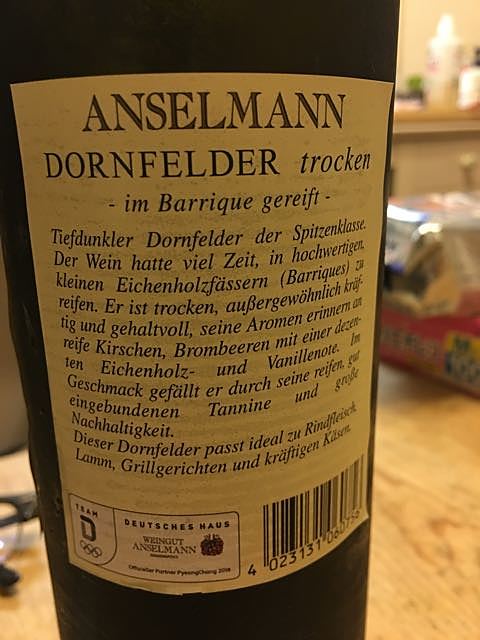 ANSELMANN
DORNFELDER trocken
- im Barrique gereift -
Tiefdunkler Dornfelder der Spitzenklasse.
Der Wein hatte viel Zeit, in hochwertigen,
kleinen Eichenholzfässern (Barriques) zu
reifen. Er ist trocken, außergewöhnlich kräf-
tig und gehaltvoll, seine Aromen erinnern an
reife Kirschen, Brombeeren mit einer dezen-
ten Eichenholz- und Vanillenote. Im
Geschmack gefällt er durch seine reifen, gut
eingebundenen Tannine und große
Nachhaltigkeit.
Dieser Dornfelder passt ideal zu Rindfleisch,
Lamm, Grillgerichten und kräftigen Käsen.
TEAM
D
DEUTSCHES HAUS
WEINGUT
ANSELMANN
Offizieller Partner PyeongChang 2018
4 023131